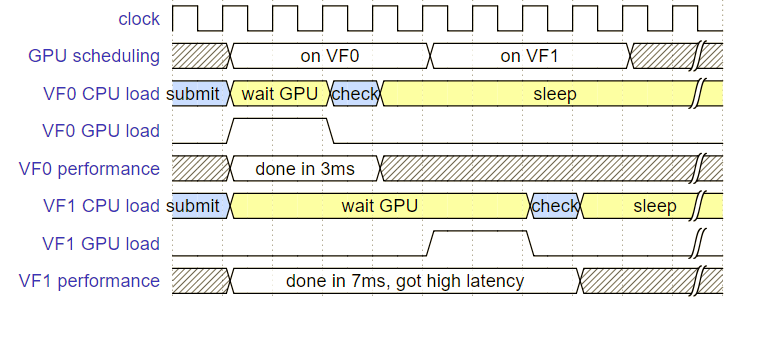 clock
GPU scheduling on VF0 on VF1
VF0 CPU load submit wait GPU check sleep
VF0 GPU load
VF0 performance done in 3ms
VF1 CPU load submit wait GPU check sleep
VF1 GPU load
VF1 performance done in 7ms, got high latency